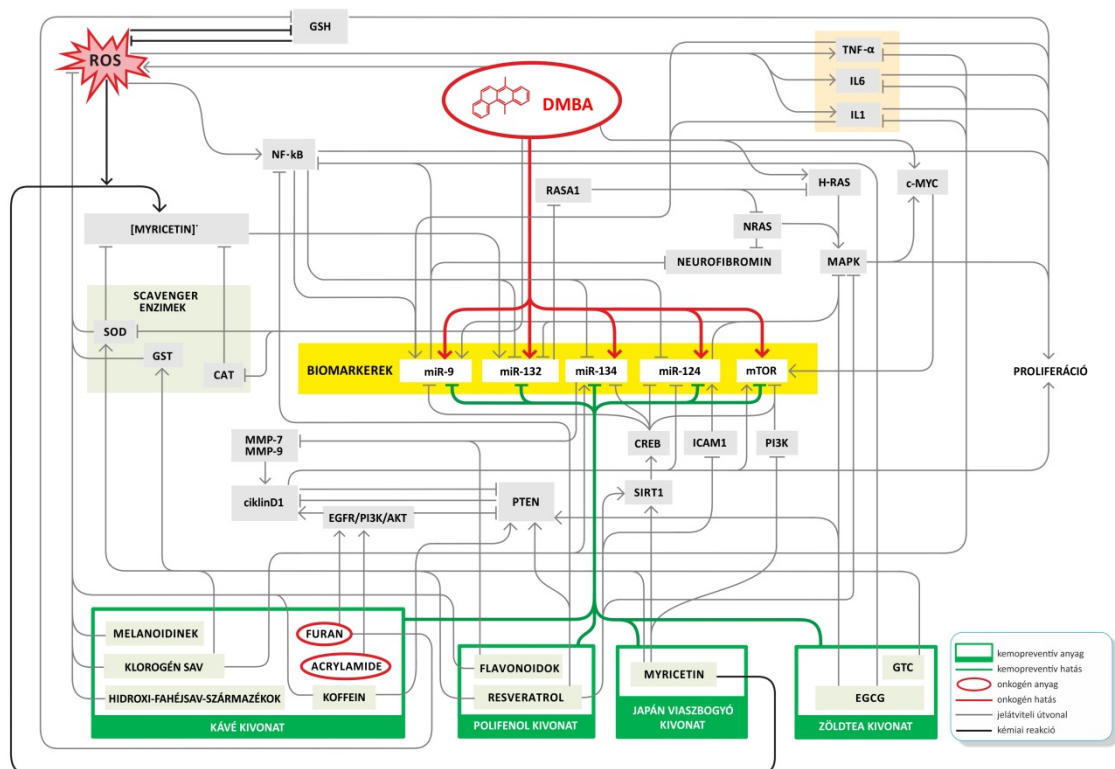 GSH
ROS
TNF-α
IL6
IL1
DMBA
NF-kB
RASA1
H-RAS
c-MYC
[MYRICETIN]˙
NRAS
NEUROFIBROMIN
MAPK
SCAVENGER
ENZIMEK
SOD
GST
CAT
BIOMARKEREK
miR-9
miR-132
miR-134
miR-124
mTOR
PROLIFERÁCIÓ
MMP-7
MMP-9
CREB
ICAM1
PI3K
ciklinD1
PTEN
SIRT1
EGFR/PI3K/AKT
MELANOIDINEK
FURAN
KLOROGÉN SAV
ACRYLAMIDE
HIDROXI-FAHÉJSAV-SZÁRMAZÉKOK
KOFFEIN
KÁVÉ KIVONAT
FLAVONOIDOK
RESVERATROL
POLIFENOL KIVONAT
MYRICETIN
JAPÁN VIASZBOGYÓ
KIVONAT
GTC
EGCG
ZÖLDTEA KIVONAT
kemopreventív anyag
kemopreventív hatás
onkogén anyag
onkogén hatás
jelátviteli útvonal
kémiai reakció